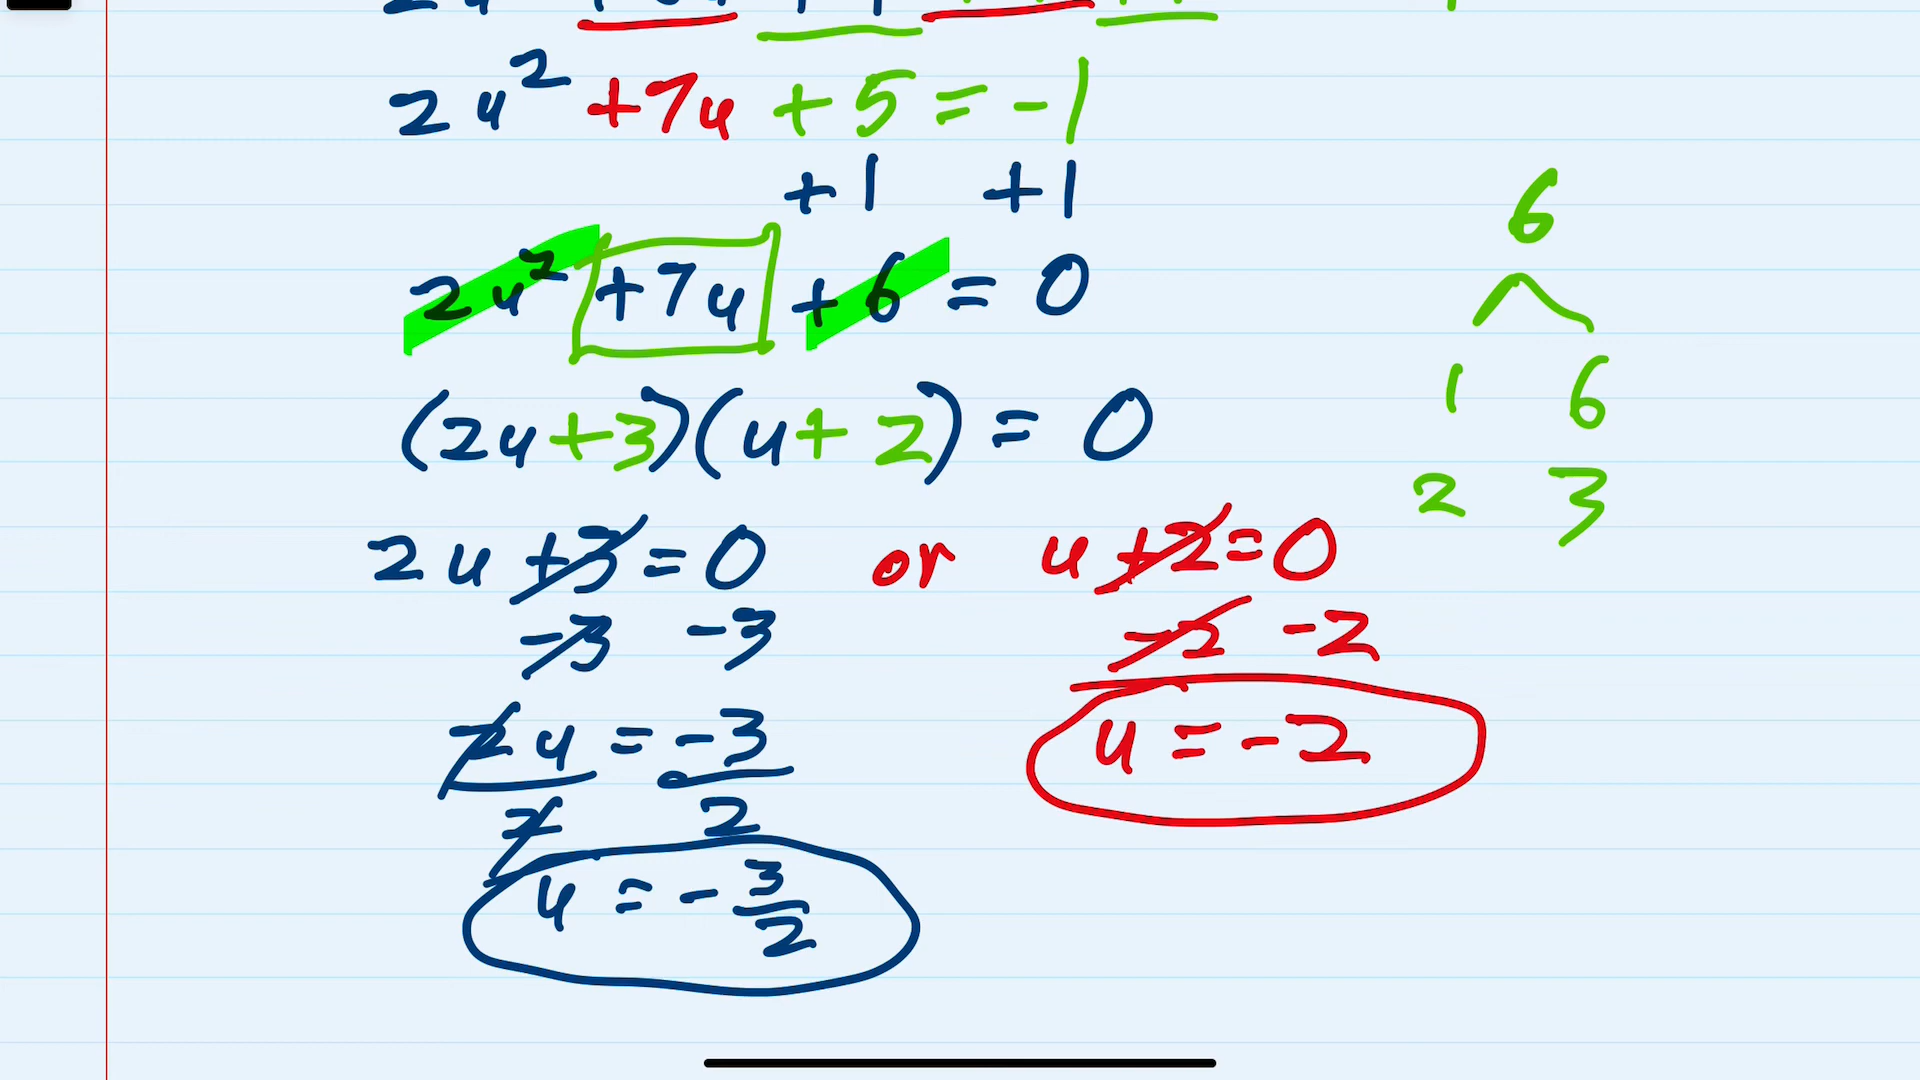 2u² +7u + 5 = -1
+1 +1
2u² +7u +6 = 0
6
(2u+3)(u+2) = 0
1 6
2 3
2u +3 = 0 or u +2 = 0
-3 -3 -2 -2
2u = -3 u = -2
2 2
u = -3/2